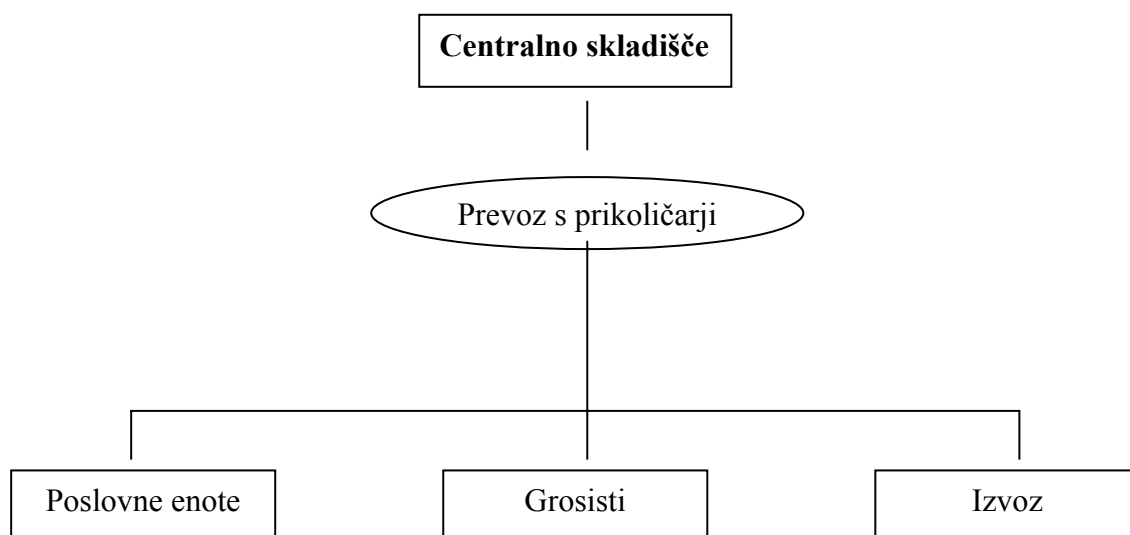 Centralno skladišče
Prevoz s prikoličarji
Poslovne enote
Grosisti
Izvoz